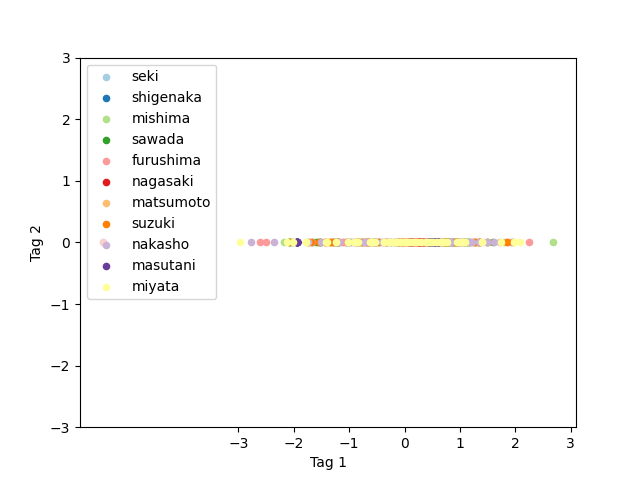 3
2
1
0
−1
−2
−3
Tag 2
seki
shigenaka
mishima
sawada
furushima
nagasaki
matsumoto
suzuki
nakasho
masutani
miyata
−3 −2 −1 0 1 2 3
Tag 1